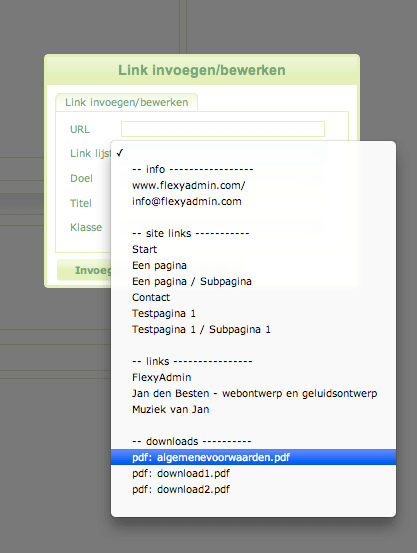 Link invoegen/bewerken
Link invoegen/bewerken
URL
Link lijst
Doel
Titel
Klasse
✓
-- info -----------------
www.flexyadmin.com/
info@flexyadmin.com
-- site links -----------
Start
Een pagina
Een pagina / Subpagina
Contact
Testpagina 1
Testpagina 1 / Subpagina 1
-- links ----------------
FlexyAdmin
Jan den Besten - webontwerp en geluidsontwerp
Muziek van Jan
-- downloads ----------
pdf: algemenevoorwaarden.pdf
pdf: download1.pdf
pdf: download2.pdf